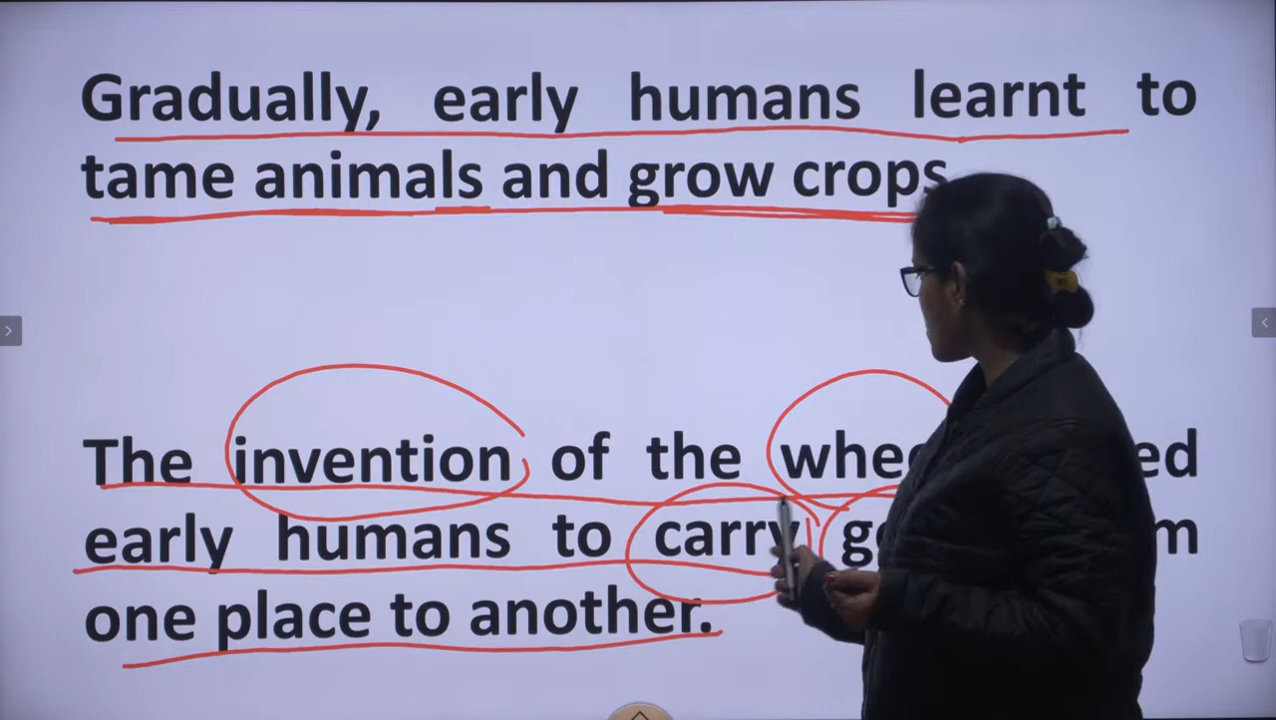 Gradually, early humans learnt to
tame animals and grow crops
The invention of the
early humans to carry
one place to another.